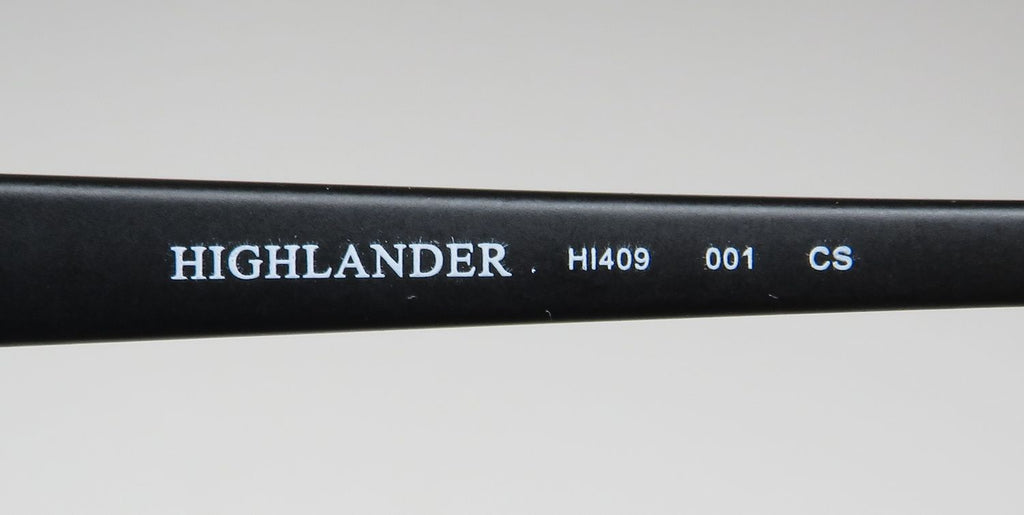 HIGHLANDER HI409 001 CS